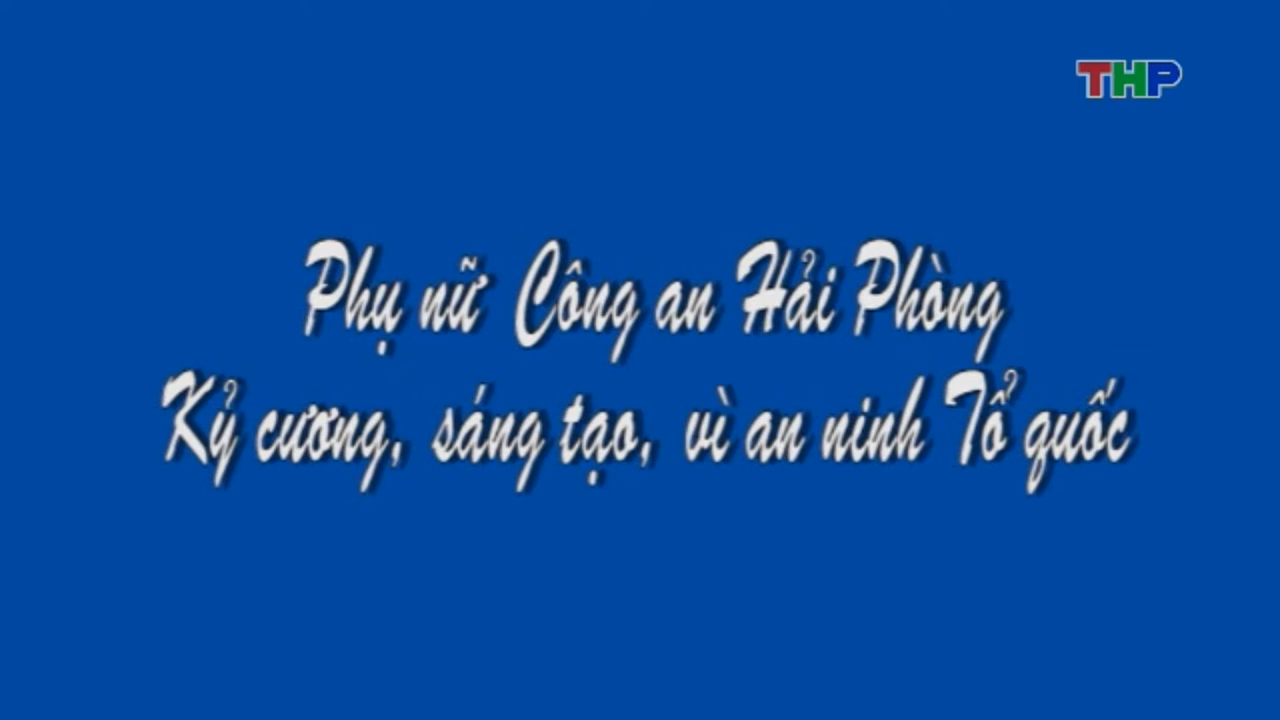 THP
Phụ nữ Công an Hải Phòng
Kỷ cương, sáng tạo, vì an ninh Tổ quốc